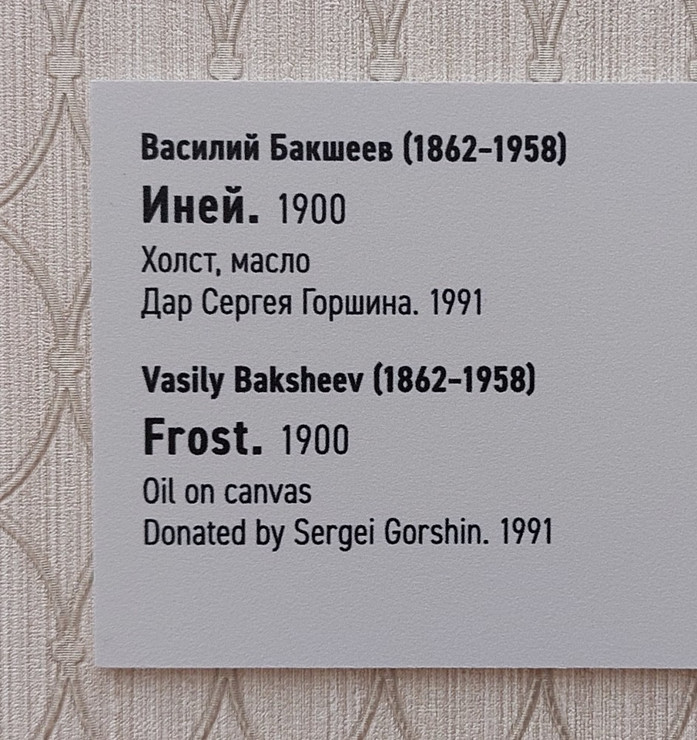 Василий Бакшеев (1862–1958)
Иней. 1900
Холст, масло
Дар Сергея Горшина. 1991
Vasily Baksheev (1862–1958)
Frost. 1900
Oil on canvas
Donated by Sergei Gorshin. 1991